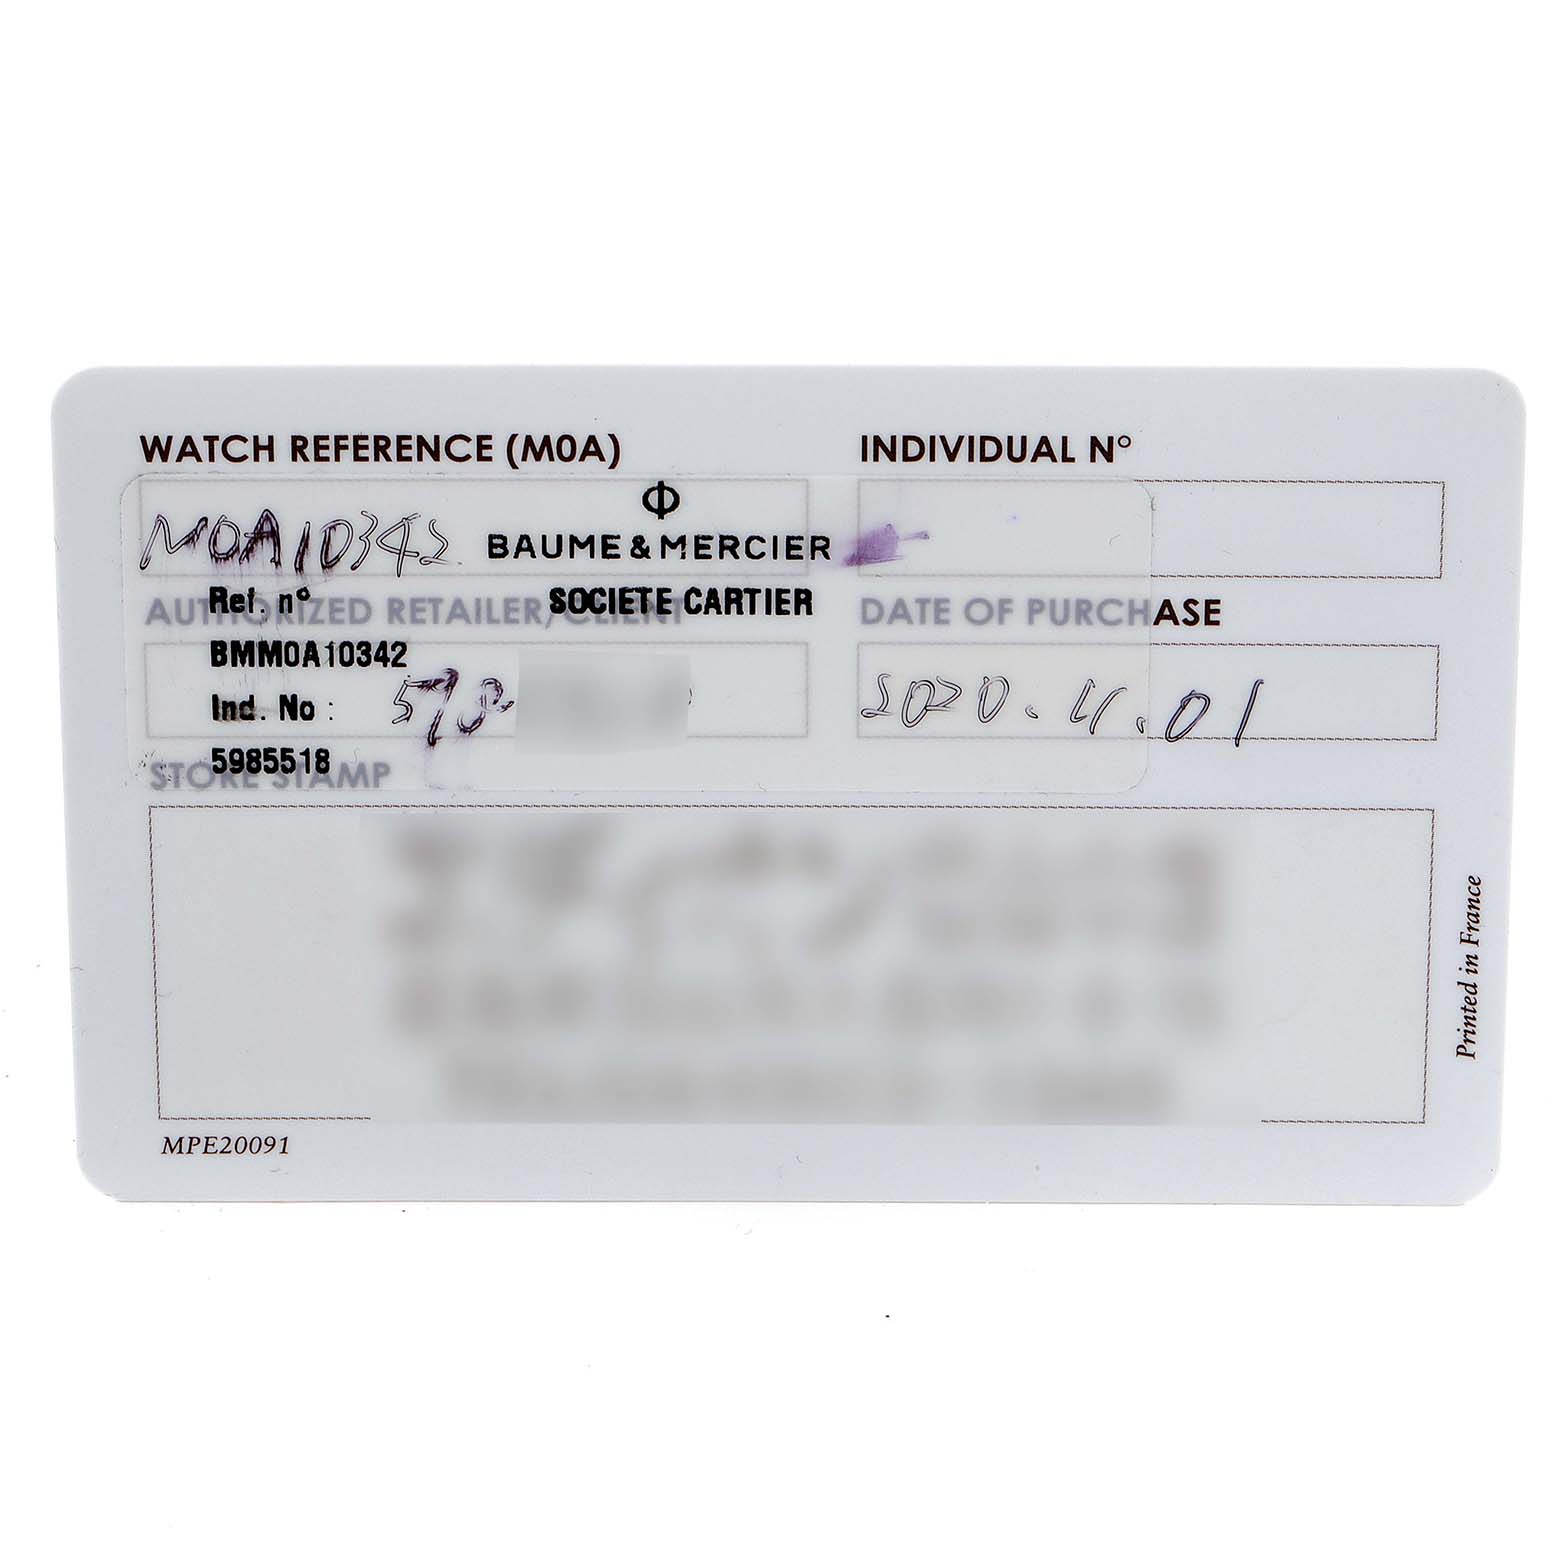 WATCH REFERENCE (M0A)
INDIVIDUAL N°
M0A10342
Φ
BAUME & MERCIER
Ref. n°
SOCIETE CARTIER
AUTHORIZED RETAILER/CLIENT
DATE OF PURCHASE
BMM0A10342
Ind. No :
5985518
2020.
.01
STORE STAMP
Printed in France
MPE20091